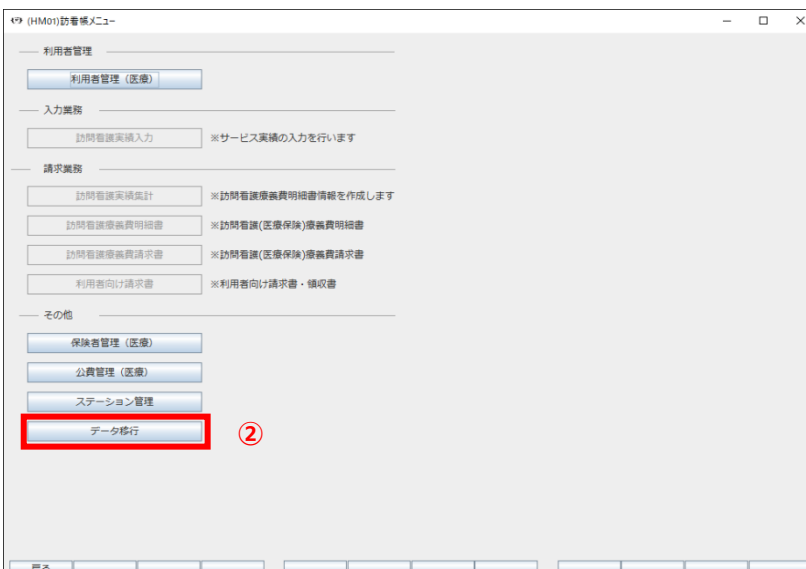 (HM01)訪看帳メニュー
利用者管理
利用者管理（医療）
入力業務
訪問看護実績入力 ※サービス実績の入力を行います
請求業務
訪問看護実績集計 ※訪問看護療養費明細書情報を作成します
訪問看護療養費明細書 ※訪問看護(医療保険)療養費明細書
訪問看護療養費請求書 ※訪問看護(医療保険)療養費請求書
利用者向け請求書 ※利用者向け請求書・領収書
その他
保険者管理（医療）
公費管理（医療）
ステーション管理
データ移行 ②
戻る